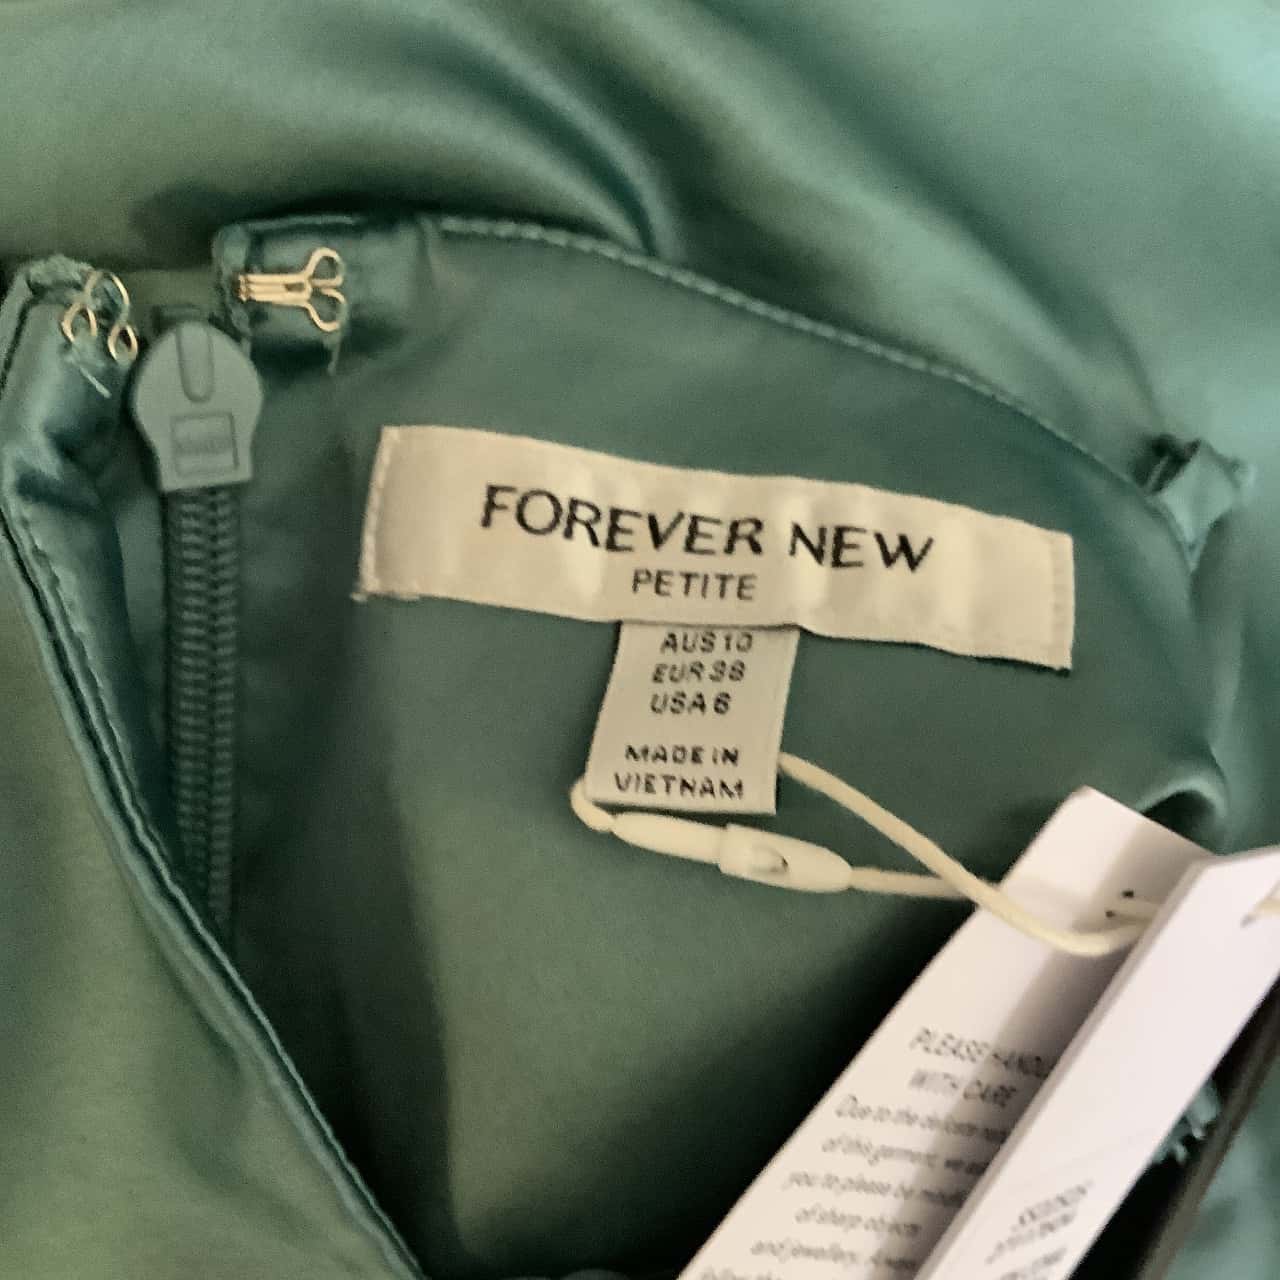 FOREVER NEW
PETITE
AUS 10
EUR 38
USA 6
MADE IN
VIETNAM
PLEASE
WITH CARE
Due to the delicate
of this garment, we
you to please be
of sharp objects
and jewellery,